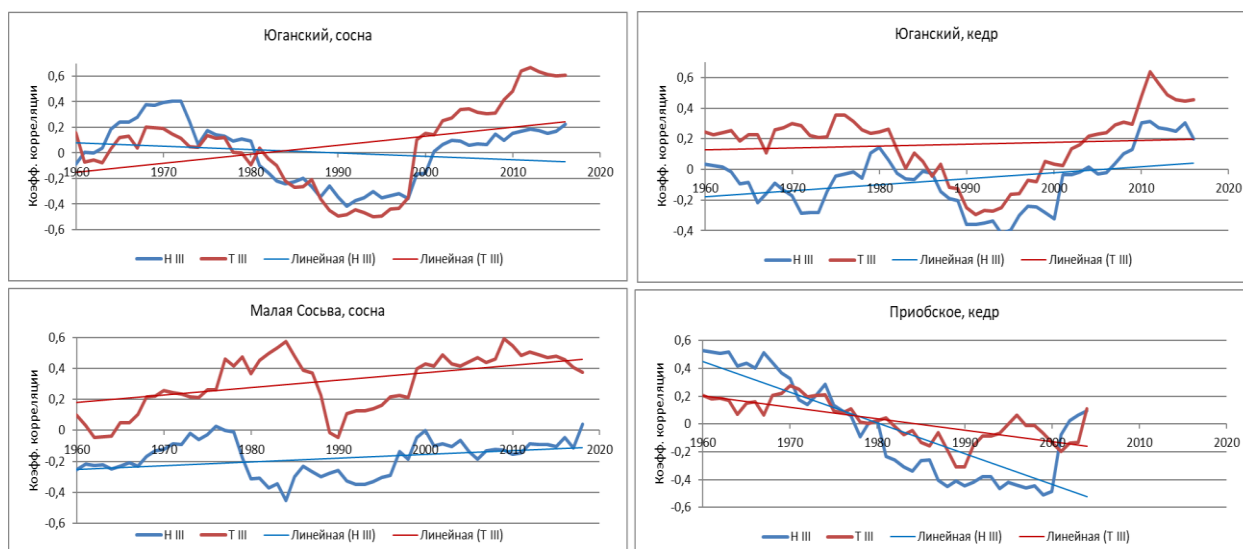 Юганский, сосна
Коэфф. корреляции
0,8
0,6
0,4
0,2
0
-0,2
-0,4
-0,6
1960 1970 1980 1990 2000 2010 2020
Н III Т III Линейная (Н III) Линейная (Т III)
Юганский, кедр
Коэфф. корреляции
0,6
0,4
0,2
0
-0,2
-0,4
1960 1970 1980 1990 2000 2010 2020
Н III Т III Линейная (Н III) Линейная (Т III)
Малая Сосьва, сосна
Коэфф. корреляции
0,6
0,4
0,2
0
-0,2
-0,4
-0,6
1960 1970 1980 1990 2000 2010 2020
Н III Т III Линейная (Н III) Линейная (Т III)
Приобское, кедр
Коэфф. корреляции
0,6
0,4
0,2
0
-0,2
-0,4
-0,6
1960 1970 1980 1990 2000 2010 2020
Н III Т III Линейная (Н III) Линейная (Т III)